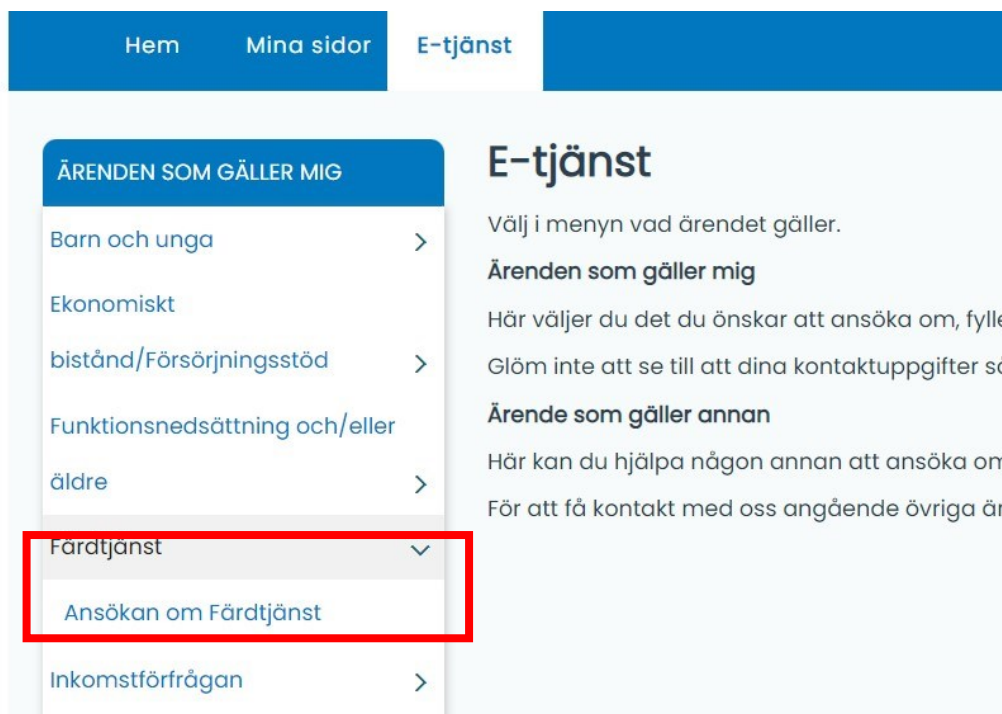 Hem Mina sidor E-tjänst
ÄRENDEN SOM GÄLLER MIG
Barn och unga
Ekonomiskt
bistånd/Försörjningsstöd
Funktionsnedsättning och/eller
äldre
Färdtjänst
Ansökan om Färdtjänst
Inkomstförfrågan
E-tjänst
Välj i menyn vad ärendet gäller.
Ärenden som gäller mig
Här väljer du det du önskar att ansöka om,
Glöm inte att se till att dina kontaktuppgifter
Ärende som gäller annan
Här kan du hjälpa någon annan att ansöka
För att få kontakt med oss angående övriga